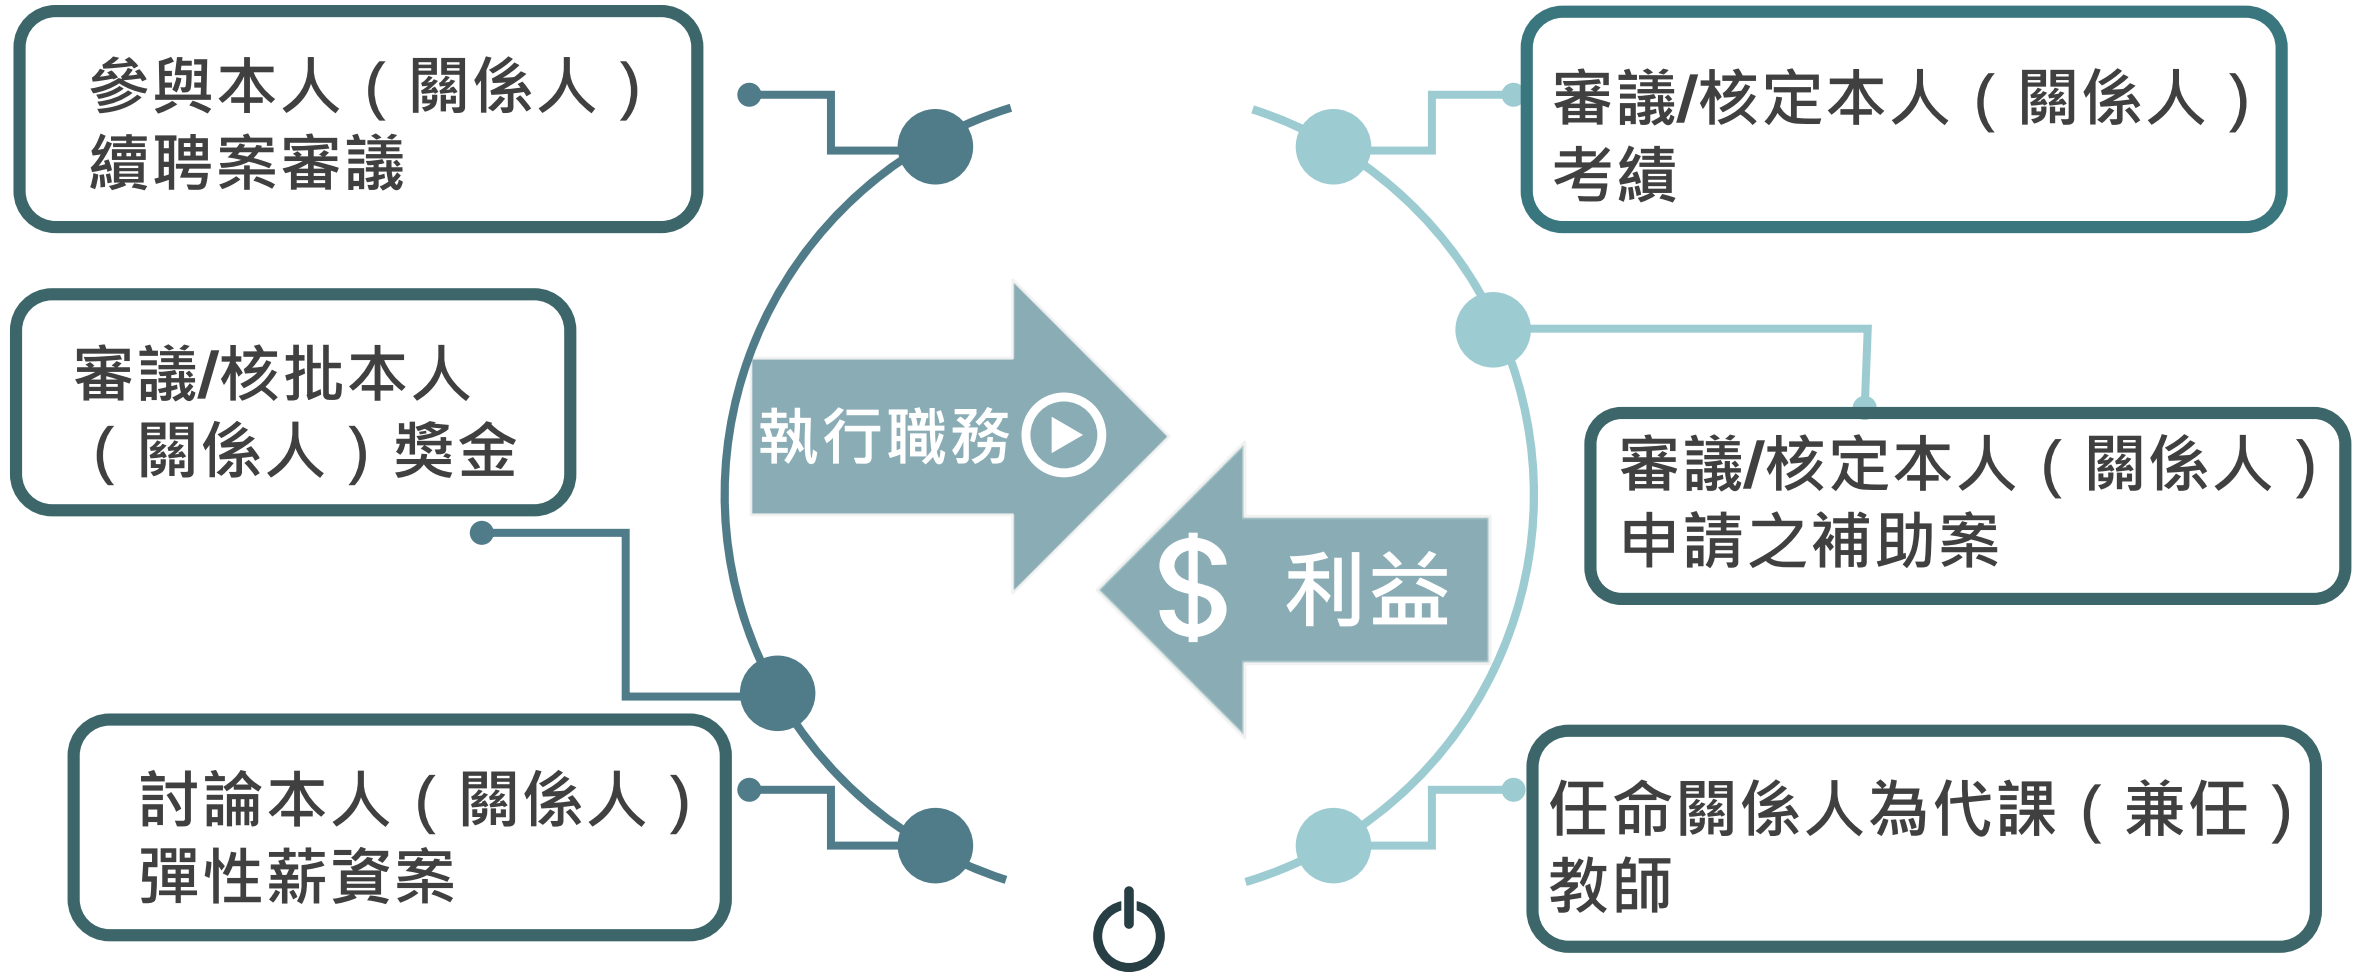 參與本人（關係人）
續聘案審議
審議/核批本人
（關係人）獎金
討論本人（關係人）
彈性薪資案
執行職務
$ 利益
審議/核定本人（關係人）
考績
審議/核定本人（關係人）
申請之補助案
任命關係人為代課（兼任）
教師